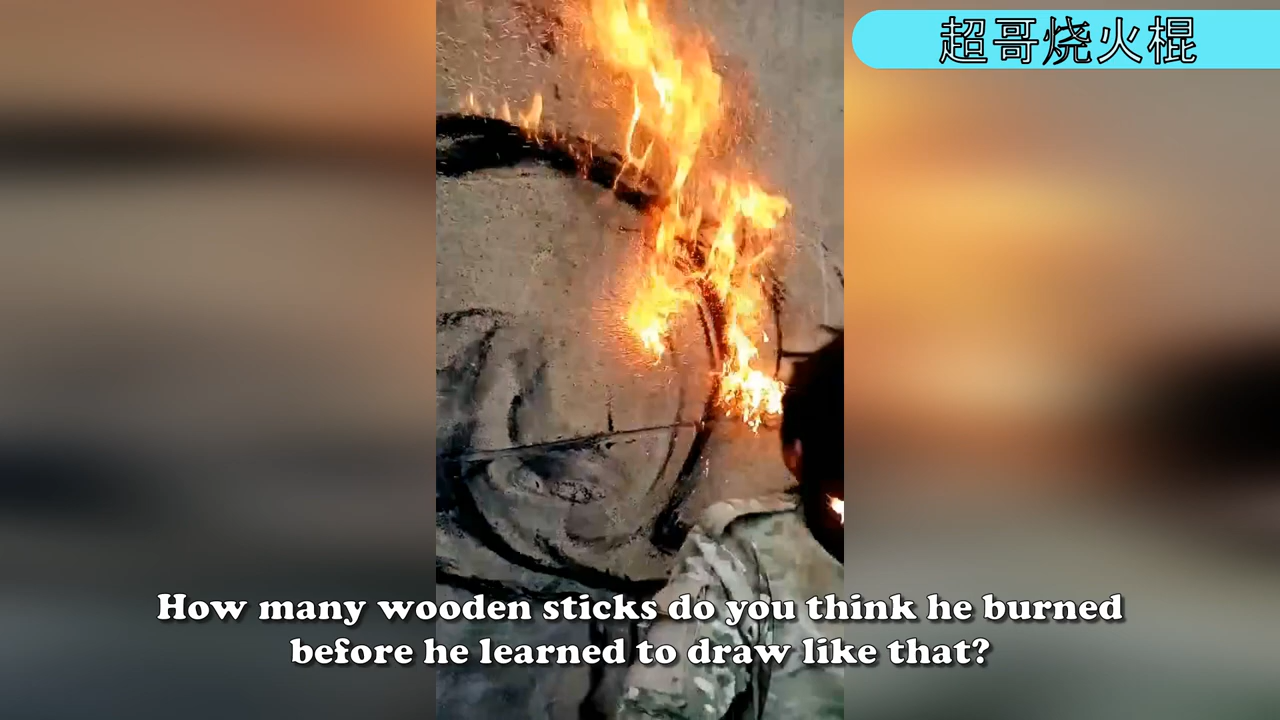 超哥烧火棍
How many wooden sticks do you think he burned
before he learned to draw like that?